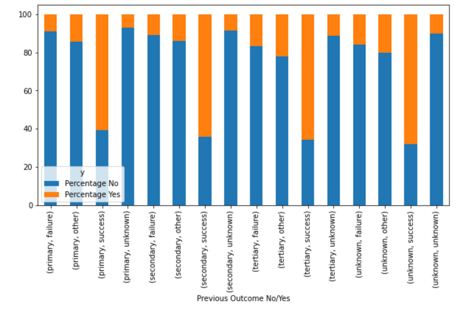 100
80
60
40
20
0
y
Percentage No
Percentage Yes
(primary, failure)
(primary, other)
(primary, success)
(primary, unknown)
(secondary, failure)
(secondary, other)
(secondary, success)
(secondary, unknown)
(tertiary, failure)
(tertiary, other)
(tertiary, success)
(tertiary, unknown)
(unknown, failure)
(unknown, other)
(unknown, success)
(unknown, unknown)
Previous Outcome No/Yes